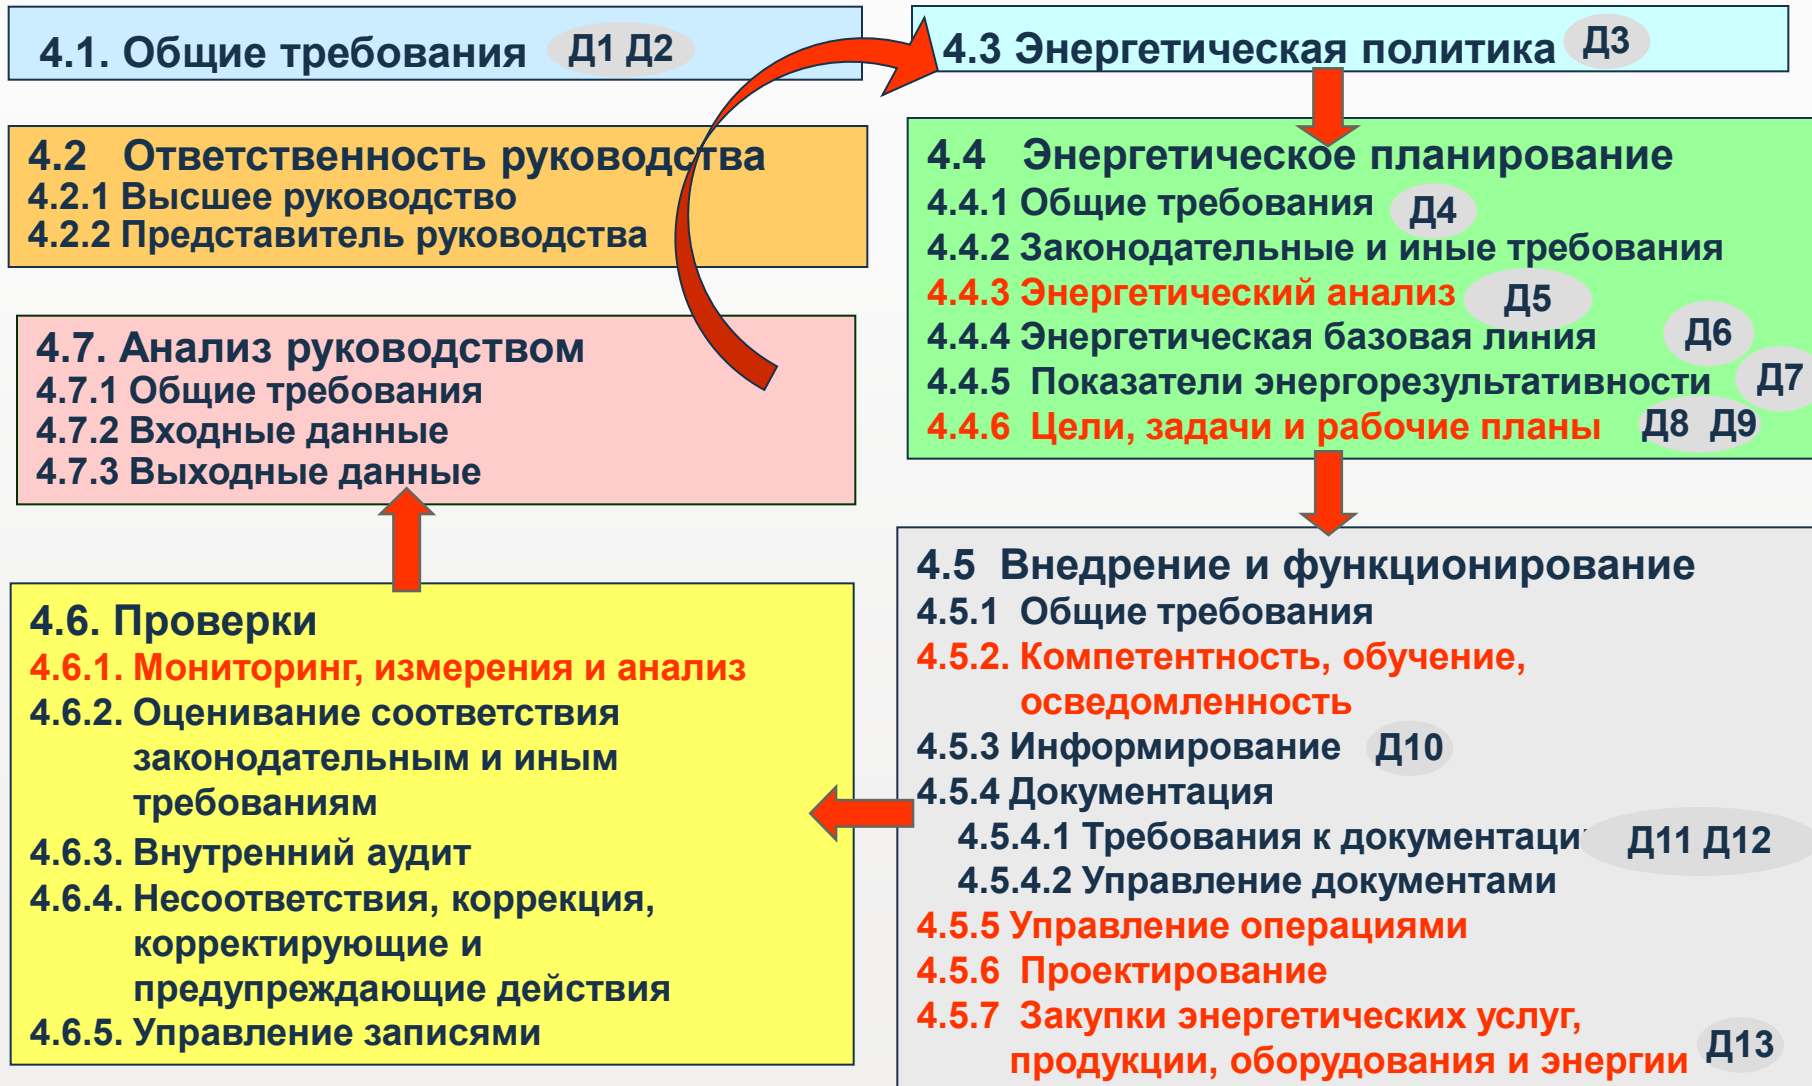 4.1. Общие требования Д1 Д2
4.2 Ответственность руководства
4.2.1 Высшее руководство
4.2.2 Представитель руководства
4.7. Анализ руководством
4.7.1 Общие требования
4.7.2 Входные данные
4.7.3 Выходные данные
4.6. Проверки
4.6.1. Мониторинг, измерения и анализ
4.6.2. Оценивание соответствия
законодательным и иным
требованиям
4.6.3. Внутренний аудит
4.6.4. Несоответствия, коррекция,
корректирующие и
предупреждающие действия
4.6.5. Управление записями
4.3 Энергетическая политика Д3
4.4 Энергетическое планирование
4.4.1 Общие требования Д4
4.4.2 Законодательные и иные требования
4.4.3 Энергетический анализ Д5
4.4.4 Энергетическая базовая линия Д6
4.4.5 Показатели энергорезультативности Д7
4.4.6 Цели, задачи и рабочие планы Д8 Д9
4.5 Внедрение и функционирование
4.5.1 Общие требования
4.5.2. Компетентность, обучение,
осведомленность
4.5.3 Информирование Д10
4.5.4 Документация
4.5.4.1 Требования к документаци Д11 Д12
4.5.4.2 Управление документами
4.5.5 Управление операциями
4.5.6 Проектирование
4.5.7 Закупки энергетических услуг,
продукции, оборудования и энергии Д13